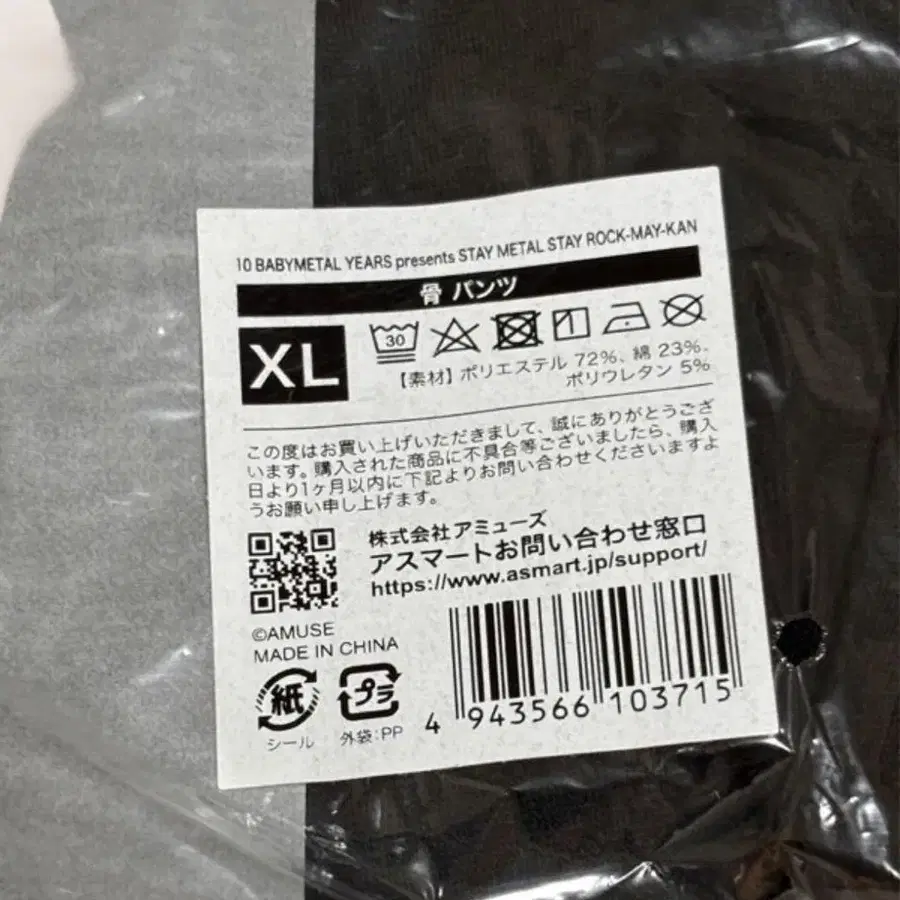 10 BABYMETAL YEARS presents STAY METAL STAY ROCK-MAY-KAN
骨 パンツ
XL
30
【素材】ポリエステル 72%、綿 23%、
ポリウレタン 5%
この度はお買い上げいただきまして、誠にありがとうござ
います。購入された商品に不具合等ございましたら、購入
日より1ヶ月以内に下記よりお問い合わせくださいますよ
うお願い申し上げます。
株式会社アミューズ
アスマートお問い合わせ窓口
https://www.asmart.jp/support/
©AMUSE
MADE IN CHINA
紙
プラ
シール
外袋:PP
4 943566 103715